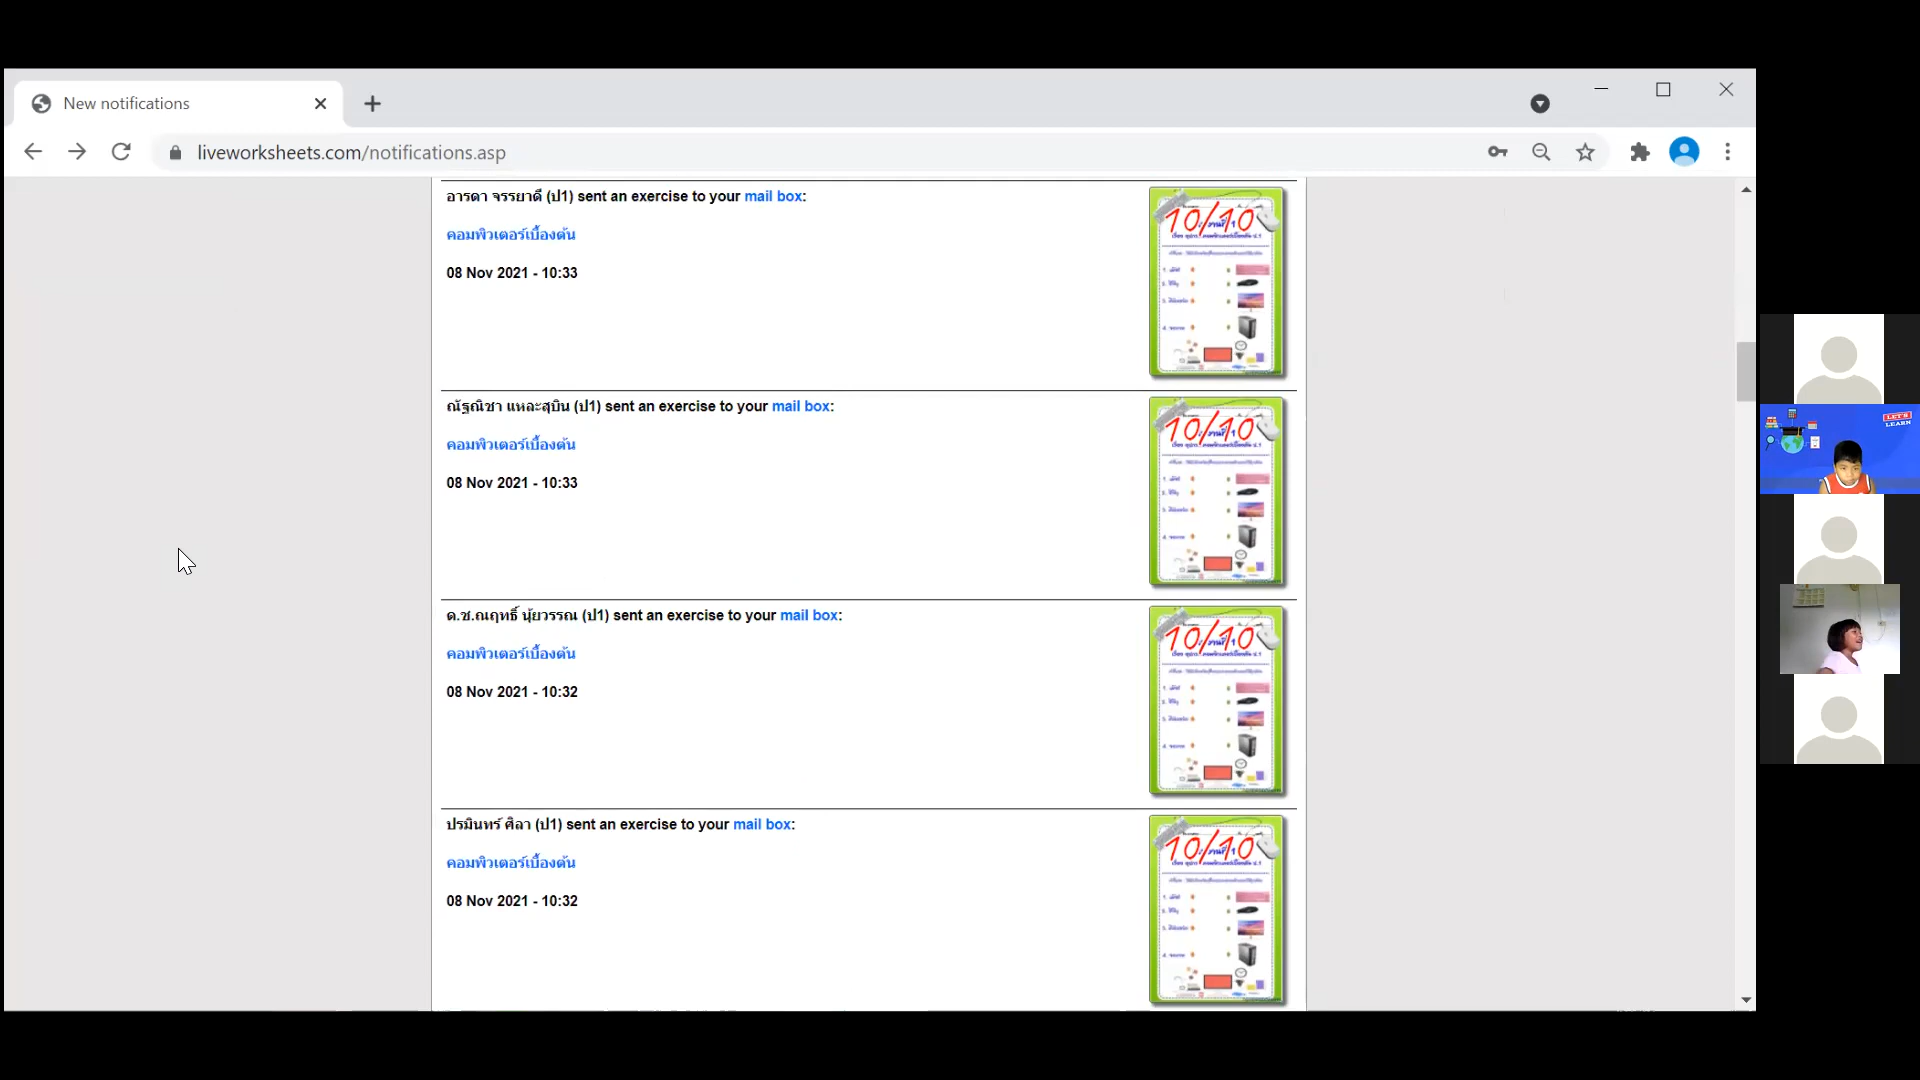 New notifications
liveworksheets.com/notifications.asp
อารดา จรรยาดี (ป1) sent an exercise to your mail box:
คอมพิวเตอร์เบื้องต้น
08 Nov 2021 - 10:33
10/10
ณัฐณิชา แหละสุบิน (ป1) sent an exercise to your mail box:
คอมพิวเตอร์เบื้องต้น
08 Nov 2021 - 10:33
10/10
ด.ช.ณฤทธิ์ นุ้ยวรรณ (ป1) sent an exercise to your mail box:
คอมพิวเตอร์เบื้องต้น
08 Nov 2021 - 10:32
10/10
ปรมินทร์ ศิลา (ป1) sent an exercise to your mail box:
คอมพิวเตอร์เบื้องต้น
08 Nov 2021 - 10:32
10/10
LET'S
LEARN